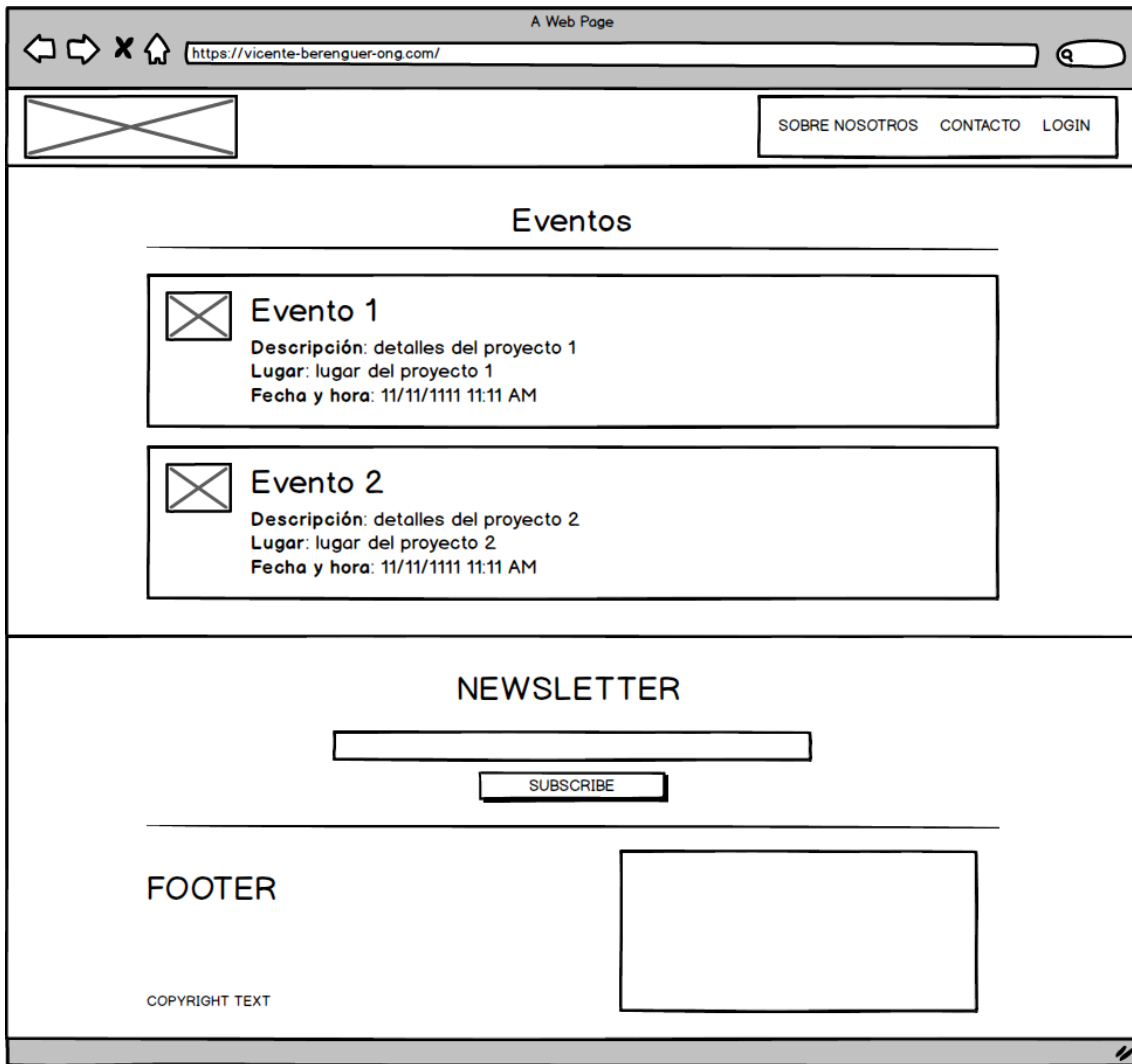 A Web Page
https://vicente-berenguer-ong.com/
SOBRE NOSOTROS CONTACTO LOGIN
Eventos
Evento 1
Descripción: detalles del proyecto 1
Lugar: lugar del proyecto 1
Fecha y hora: 11/11/1111 11:11 AM
Evento 2
Descripción: detalles del proyecto 2
Lugar: lugar del proyecto 2
Fecha y hora: 11/11/1111 11:11 AM
NEWSLETTER
SUBSCRIBE
FOOTER
COPYRIGHT TEXT